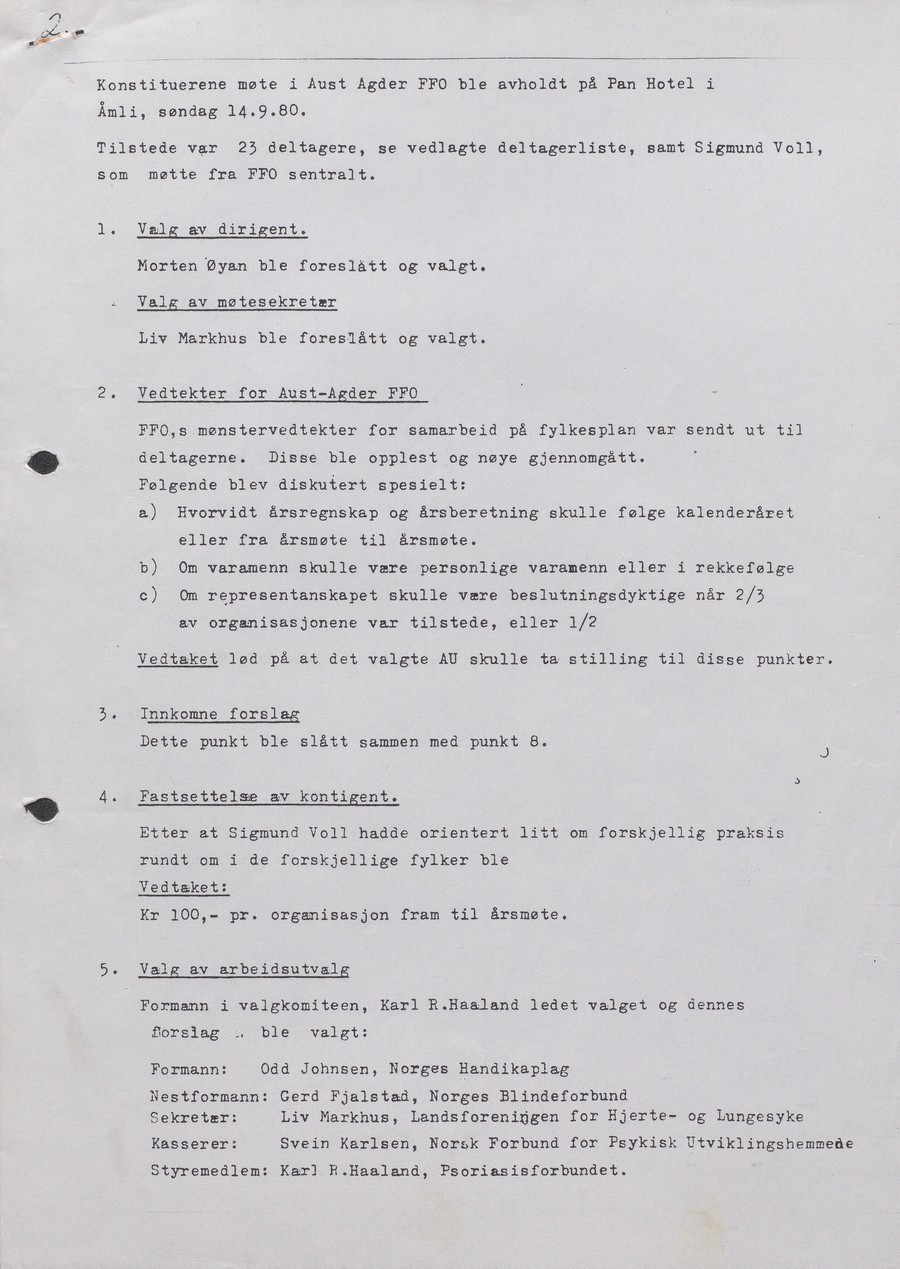 2.
Konstituerene møte i Aust Agder FFO ble avholdt på Pan Hotel i
Åmli, søndag 14.9.80.
Tilstede var 23 deltagere, se vedlagte deltagerliste, samt Sigmund Voll,
som møtte fra FFO sentralt.
1. Valg av dirigent.
Morten Øyan ble foreslått og valgt.
Valg av møtesekretær
Liv Markhus ble foreslått og valgt.
2. Vedtekter for Aust-Agder FFO
FFO,s mønstervedtekter for samarbeid på fylkesplan var sendt ut til
deltagerne. Disse ble opplest og nøye gjennomgått.
Følgende blev diskutert spesielt:
a) Hvorvidt årsregnskap og årsberetning skulle følge kalenderåret
eller fra årsmøte til årsmøte.
b) Om varamenn skulle være personlige varamenn eller i rekkefølge
c) Om representanskapet skulle være beslutningsdyktige når 2/3
av organisasjonene var tilstede, eller 1/2
Vedtaket lød på at det valgte AU skulle ta stilling til disse punkter.
3. Innkomne forslag
Dette punkt ble slått sammen med punkt 8.
4. Fastsettelse av kontigent.
Etter at Sigmund Voll hadde orientert litt om forskjellig praksis
rundt om i de forskjellige fylker ble
Vedtaket:
Kr 100,- pr. organisasjon fram til årsmøte.
5. Valg av arbeidsutvalg
Formann i valgkomiteen, Karl R.Haaland ledet valget og dennes
forslag .. ble valgt:
Formann: Odd Johnsen, Norges Handikaplag
Nestformann: Gerd Fjalstad, Norges Blindeforbund
Sekretær: Liv Markhus, Landsforeningen for Hjerte- og Lungesyke
Kasserer: Svein Karlsen, Norsk Forbund for Psykisk Utviklingshemmede
Styremedlem: Karl R.Haaland, Psoriasisforbundet.